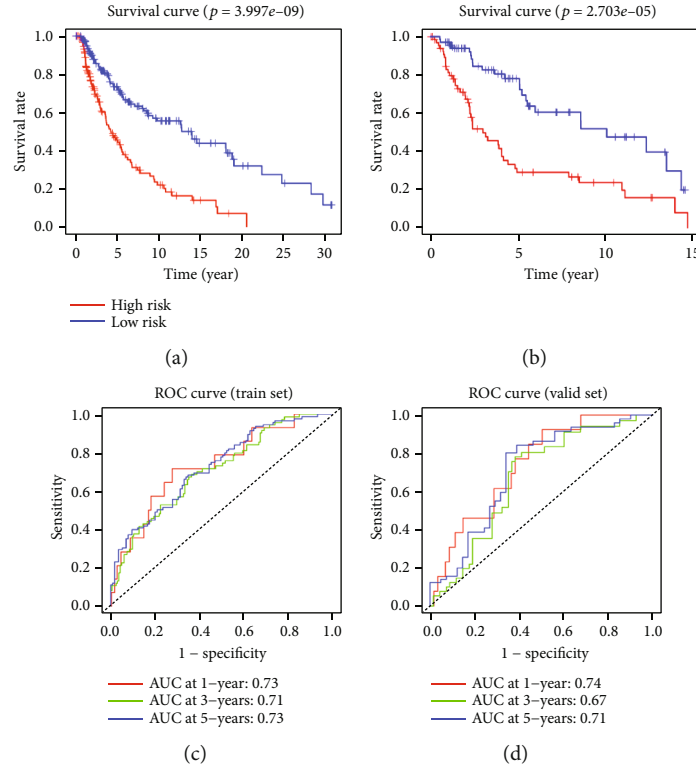 Survival curve (p = 3.997e–09)
Survival rate
1.0
0.8
0.6
0.4
0.2
0.0
0 5 10 15 20 25 30
Time (year)
High risk
Low risk
(a)
Survival curve (p = 2.703e–05)
Survival rate
1.0
0.8
0.6
0.4
0.2
0.0
0 5 10 15
Time (year)
(b)
ROC curve (train set)
Sensitivity
1.0
0.8
0.6
0.4
0.2
0.0
0.0 0.2 0.4 0.6 0.8 1.0
1 – specificity
AUC at 1–year: 0.73
AUC at 3–years: 0.71
AUC at 5–years: 0.73
(c)
ROC curve (valid set)
Sensitivity
1.0
0.8
0.6
0.4
0.2
0.0
0.0 0.2 0.4 0.6 0.8 1.0
1 – specificity
AUC at 1–year: 0.74
AUC at 3–years: 0.67
AUC at 5–years: 0.71
(d)